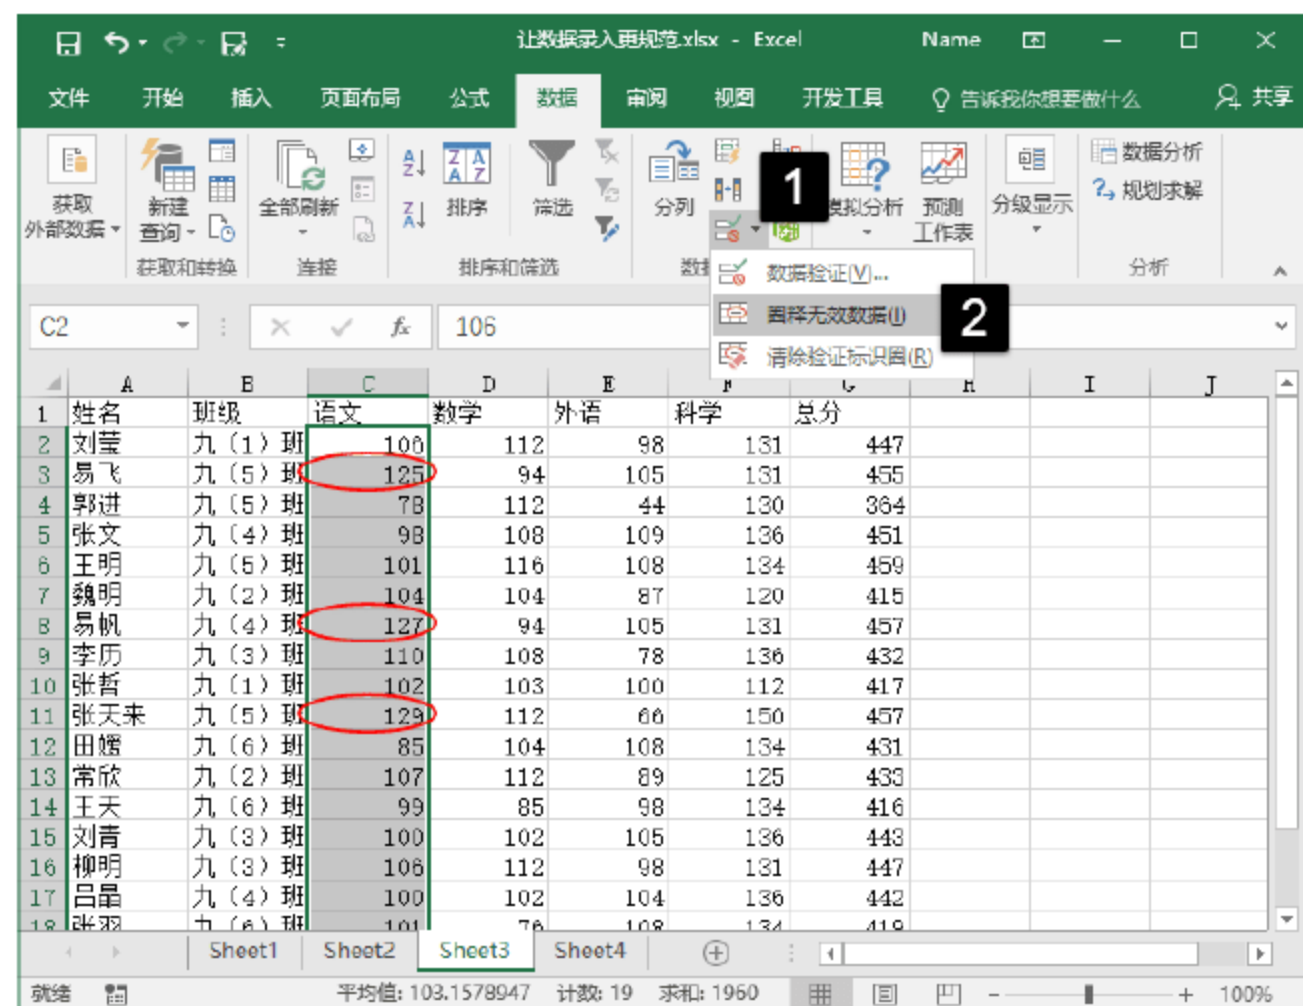 让数据录入更规范.xlsx - Excel Name
文件 开始 插入 页面布局 公式 数据 审阅 视图 开发工具 告诉我你想要做什么 共享
获取 外部数据 新建 查询 全部刷新 排序 筛选 分列 1 模拟分析 预测 工作表 分级显示 数据分析 规划求解
获取和转换 连接 排序和筛选 数据 分析
数据验证(V)...
圈释无效数据(I) 2
清除验证标识圈(R)
C2 fx 106
A B C D E F G H I J
1 姓名 班级 语文 数学 外语 科学 总分
2 刘莹 九（1）班 106 112 98 131 447
3 易飞 九（5）班 125 94 105 131 455
4 郭进 九（5）班 78 112 44 130 364
5 张文 九（4）班 98 108 109 136 451
6 王明 九（5）班 101 116 108 134 459
7 魏明 九（2）班 104 104 87 120 415
8 易帆 九（4）班 127 94 105 131 457
9 李历 九（3）班 110 108 78 136 432
10 张哲 九（1）班 102 103 100 112 417
11 张天来 九（5）班 129 112 66 150 457
12 田嫒 九（6）班 85 104 108 134 431
13 常欣 九（2）班 107 112 89 125 433
14 王天 九（6）班 99 85 98 134 416
15 刘青 九（3）班 100 102 105 136 443
16 柳明 九（3）班 106 112 98 131 447
17 吕晶 九（4）班 100 102 104 136 442
18 张羽 九（6）班 101 76 108 134 419
Sheet1 Sheet2 Sheet3 Sheet4
就绪 平均值: 103.1578947 计数: 19 求和: 1960 100%